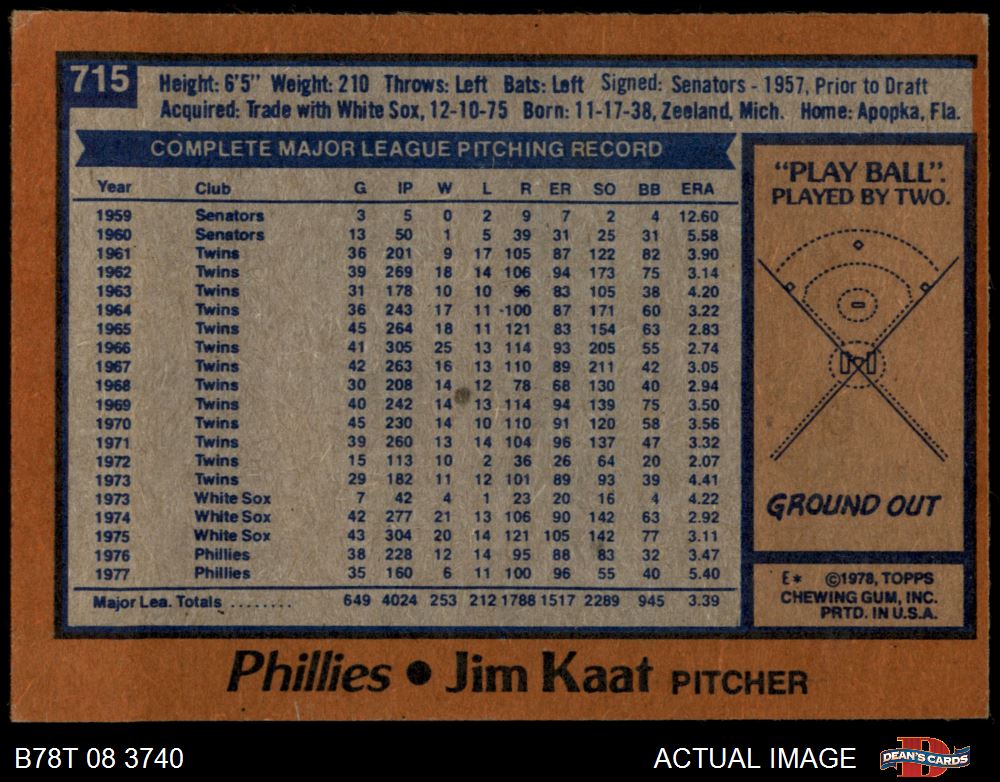 715
Height: 6'5" Weight: 210 Throws: Left Bats: Left Signed: Senators - 1957, Prior to Draft
Acquired: Trade with White Sox, 12-10-75 Born: 11-17-38, Zeeland, Mich. Home: Apopka, Fla.
COMPLETE MAJOR LEAGUE PITCHING RECORD
Year Club G IP W L R ER SO BB ERA
1959 Senators 3 5 0 2 9 7 2 4 12.60
1960 Senators 13 50 1 5 39 31 25 31 5.58
1961 Twins 36 201 9 17 105 87 122 82 3.90
1962 Twins 39 269 18 14 106 94 173 75 3.14
1963 Twins 31 178 10 10 96 83 105 38 4.20
1964 Twins 36 243 17 11 100 87 171 60 3.22
1965 Twins 45 264 18 11 121 83 154 63 2.83
1966 Twins 41 305 25 13 114 93 205 55 2.74
1967 Twins 42 263 16 13 110 89 211 42 3.05
1968 Twins 30 208 14 12 78 68 130 40 2.94
1969 Twins 40 242 14 13 114 94 139 75 3.50
1970 Twins 45 230 14 10 110 91 120 58 3.56
1971 Twins 39 260 13 14 104 96 137 47 3.32
1972 Twins 15 113 10 2 36 26 64 20 2.07
1973 Twins 29 182 11 12 101 89 93 39 4.41
1973 White Sox 7 42 4 1 23 20 16 4 4.22
1974 White Sox 42 277 21 13 106 90 142 63 2.92
1975 White Sox 43 304 20 14 121 105 142 77 3.11
1976 Phillies 38 228 12 14 95 88 83 32 3.47
1977 Phillies 35 160 6 11 100 96 55 40 5.40
Major Lea. Totals ........ 649 4024 253 212 1788 1517 2289 945 3.39
"PLAY BALL".
PLAYED BY TWO.
GROUND OUT
E* ©1978, TOPPS
CHEWING GUM, INC.
PRTD. IN U.S.A.
Phillies • Jim Kaat PITCHER
B78T 08 3740
ACTUAL IMAGE
D
DEAN'S CARDS